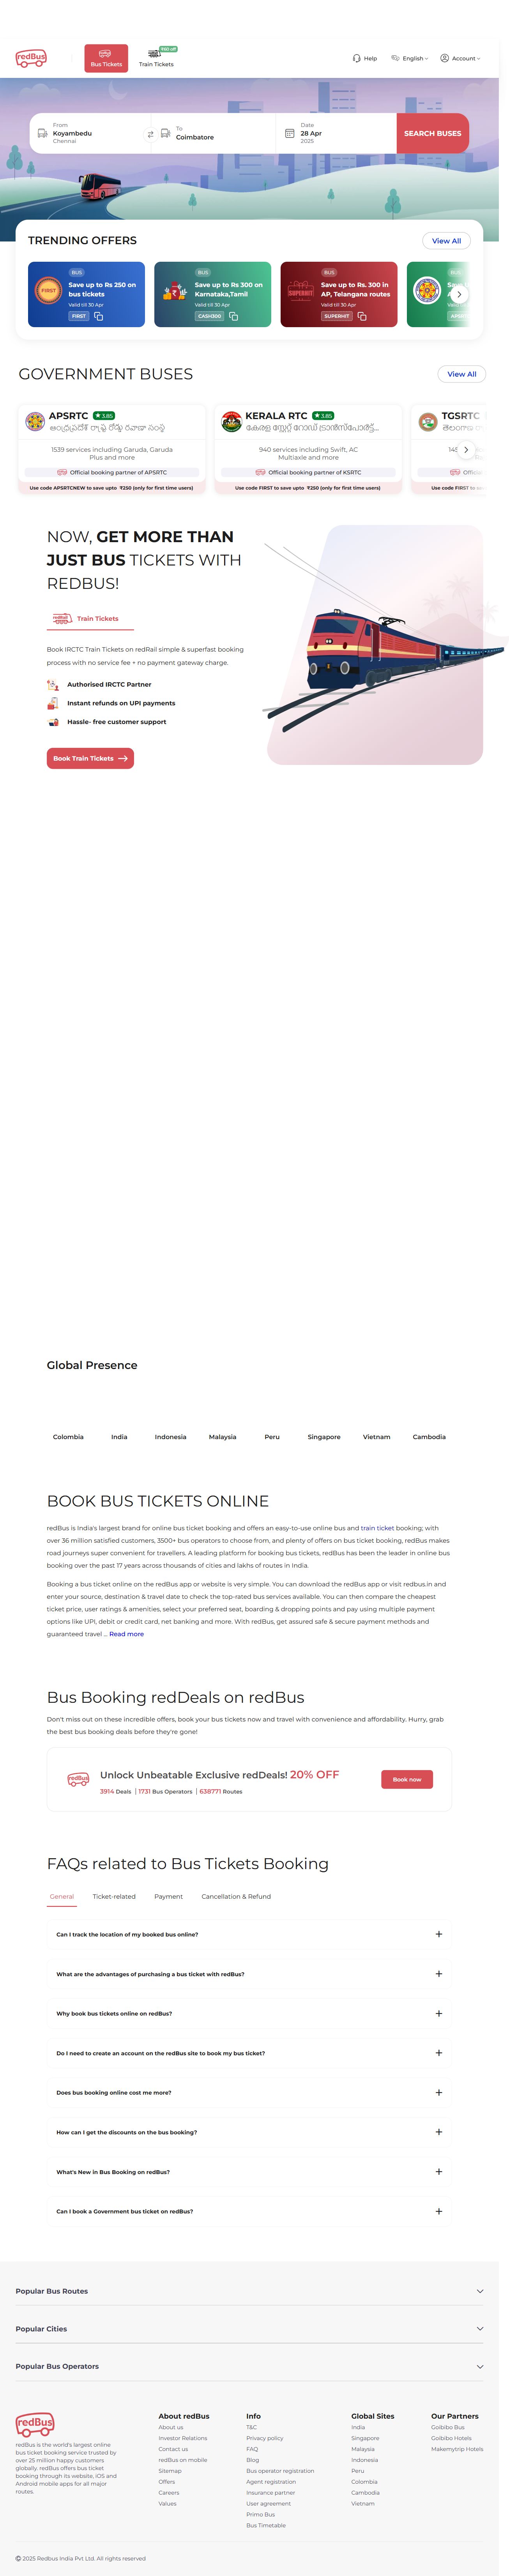 redBus
Bus Tickets
₹50 off
Train Tickets
Help
English
Account
From
Koyambedu
Chennai
To
Coimbatore
Date
28 Apr
2025
SEARCH BUSES
TRENDING OFFERS
View All
BUS
Save up to Rs 250 on
bus tickets
Valid till 30 Apr
FIRST
FIRST
BUS
Save up to Rs 300 on
Karnataka,Tamil
Valid till 30 Apr
CASH300
BUS
Save up to Rs. 300 in
AP, Telangana routes
Valid till 30 Apr
SUPERHIT
SUPERHIT
BUS
GOVERNMENT BUSES
View All
APSRTC
3.85
ఆంధ్రప్రదేశ్ రాష్ట్ర రోడ్డు రవాణా సంస్థ
1539 services including Garuda, Garuda
Plus and more
Official booking partner of APSRTC
Use code APSRTCNEW to save upto ₹250 (only for first time users)
KERALA RTC
3.85
കേരള സ്റ്റേറ്റ് റോഡ് ട്രാൻസ്പോർട്ട്...
940 services including Swift, AC
Multiaxle and more
Official booking partner of KSRTC
Use code FIRST to save upto ₹250 (only for first time users)
TGSRTC
Use code FIRST to
NOW, GET MORE THAN
JUST BUS TICKETS WITH
REDBUS!
redRail
Train Tickets
Book IRCTC Train Tickets on redRail simple & superfast booking
process with no service fee + no payment gateway charge.
Authorised IRCTC Partner
Instant refunds on UPI payments
Hassle- free customer support
Book Train Tickets
Global Presence
Colombia
India
Indonesia
Malaysia
Peru
Singapore
Vietnam
Cambodia
BOOK BUS TICKETS ONLINE
redBus is India's largest brand for online bus ticket booking and offers an easy-to-use online bus and train ticket booking; with
over 36 million satisfied customers, 3500+ bus operators to choose from, and plenty of offers on bus ticket booking, redBus makes
road journeys super convenient for travellers. A leading platform for booking bus tickets, redBus has been the leader in online bus
booking over the past 17 years across thousands of cities and lakhs of routes in India.
Booking a bus ticket online on the redBus app or website is very simple. You can download the redBus app or visit redbus.in and
enter your source, destination & travel date to check the top-rated bus services available. You can then compare the cheapest
ticket price, user ratings & amenities, select your preferred seat, boarding & dropping points and pay using multiple payment
options like UPI, debit or credit card, net banking and more. With redBus, get assured safe & secure payment methods and
guaranteed travel ... Read more
Bus Booking redDeals on redBus
Don't miss out on these incredible offers, book your bus tickets now and travel with convenience and affordability. Hurry, grab
the best bus booking deals before they're gone!
redBus
Unlock Unbeatable Exclusive redDeals! 20% OFF
3914 Deals | 1731 Bus Operators | 638771 Routes
Book now
FAQs related to Bus Tickets Booking
General
Ticket-related
Payment
Cancellation & Refund
Can I track the location of my booked bus online?
What are the advantages of purchasing a bus ticket with redBus?
Why book bus tickets online on redBus?
Do I need to create an account on the redBus site to book my bus ticket?
Does bus booking online cost me more?
How can I get the discounts on the bus booking?
What's New in Bus Booking on redBus?
Can I book a Government bus ticket on redBus?
Popular Bus Routes
Popular Cities
Popular Bus Operators
redBus
redBus is the world's largest online
bus ticket booking service trusted by
over 25 million happy customers
globally. redBus offers bus ticket
booking through its website, iOS and
Android mobile apps for all major
routes.
About redBus
About us
Investor Relations
Contact us
redBus on mobile
Sitemap
Offers
Careers
Values
Info
T&C
Privacy policy
FAQ
Blog
Bus operator registration
Agent registration
Insurance partner
User agreement
Primo Bus
Bus Timetable
Global Sites
India
Singapore
Malaysia
Indonesia
Peru
Colombia
Cambodia
Vietnam
Our Partners
Goibibo Bus
Goibibo Hotels
Makemytrip Hotels
© 2025 Redbus India Pvt Ltd. All rights reserved